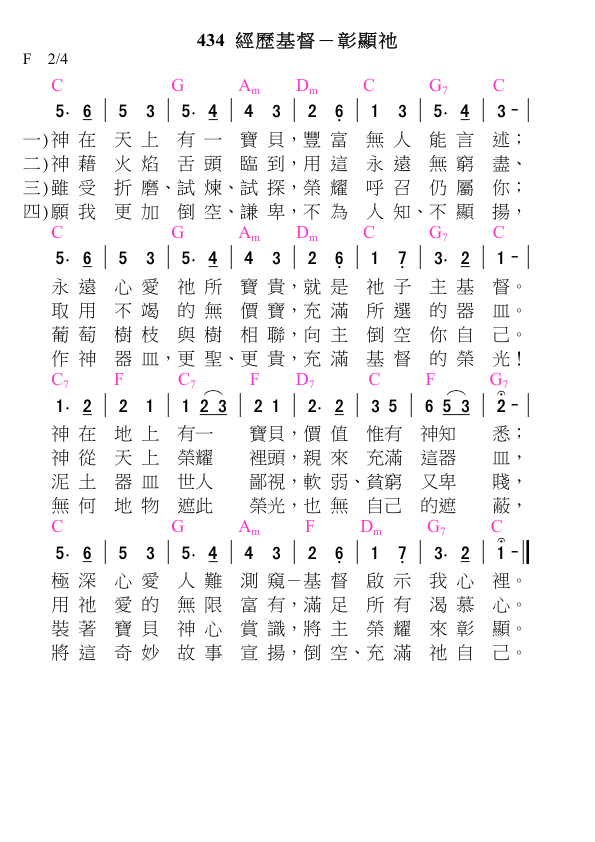 434 經歷基督－彰顯祂
F 2/4
C G Am Dm C G7 C
5. 6 | 5 3 | 5. 4 | 4 3 | 2 6 | 1 3 | 5. 4 | 3 - |
一)神在 天上 有一 寶貝，豐富 無人 能言 述；
二)神藉 火焰 舌頭 臨到，用這 永遠 無窮 盡、
三)雖受 折磨、試煉、試探，榮耀 呼召 仍屬 你；
四)願我 更加 倒空、謙卑，不為 人知、不顯 揚，
C G Am Dm C G7 C
5. 6 | 5 3 | 5. 4 | 4 3 | 2 6 | 1 7 | 3. 2 | 1 - |
永遠 心愛 祂所 寶貴，就是 祂子 主基 督。
取用 不竭 的無 價寶，充滿 所選 的器 皿。
葡萄 樹枝 與樹 相聯，向主 倒空 你自 己。
作神 器皿，更聖、更貴，充滿 基督 的榮 光！
C7 F C7 F D7 C F G7
1. 2 | 2 1 | 1 2 3 | 2 1 | 2. 2 | 3 5 | 6 5 3 | 2 - |
神在 地上 有一 寶貝，價值 惟有 神知 悉；
神從 天上 榮耀 裡頭，親來 充滿 這器 皿，
泥土 器皿 世人 鄙視，軟弱、貧窮 又卑 賤，
無何 地物 遮此 榮光，也無 自己 的遮 蔽，
C G Am F Dm G7 C
5. 6 | 5 3 | 5. 4 | 4 3 | 2 6 | 1 7 | 3. 2 | 1 - ‖
極深 心愛 人難 測窺－基督 啟示 我心 裡。
用祂 愛的 無限 富有，滿足 所有 渴慕 心。
裝著 寶貝 神心 賞識，將主 榮耀 來彰 顯。
將這 奇妙 故事 宣揚，倒空、充滿 祂自 己。